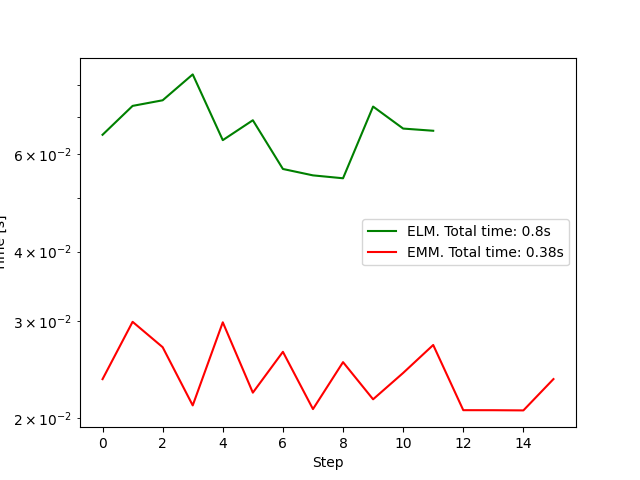 6 × 10⁻²
4 × 10⁻²
3 × 10⁻²
2 × 10⁻²
ELM. Total time: 0.8s
EMM. Total time: 0.38s
0 2 4 6 8 10 12 14
Step